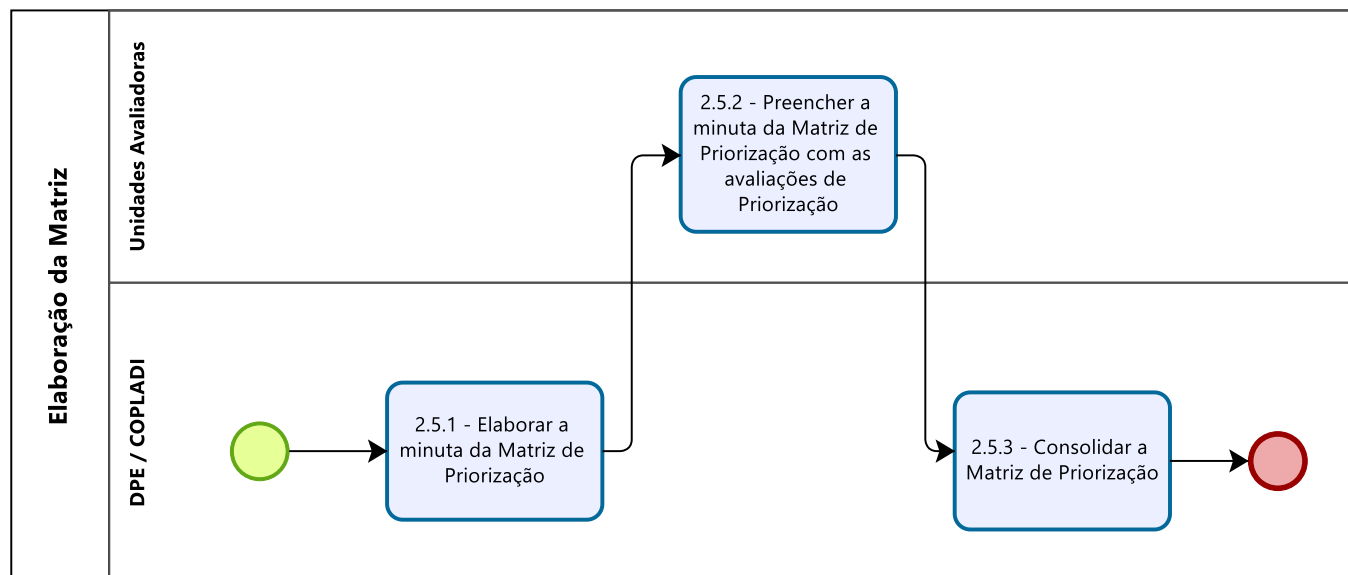 Elaboração da Matriz
Unidades Avaliadoras
2.5.2 - Preencher a
minuta da Matriz de
Priorização com as
avaliações de
Priorização
DPE / COPLADI
2.5.1 - Elaborar a
minuta da Matriz de
Priorização
2.5.3 - Consolidar a
Matriz de Priorização